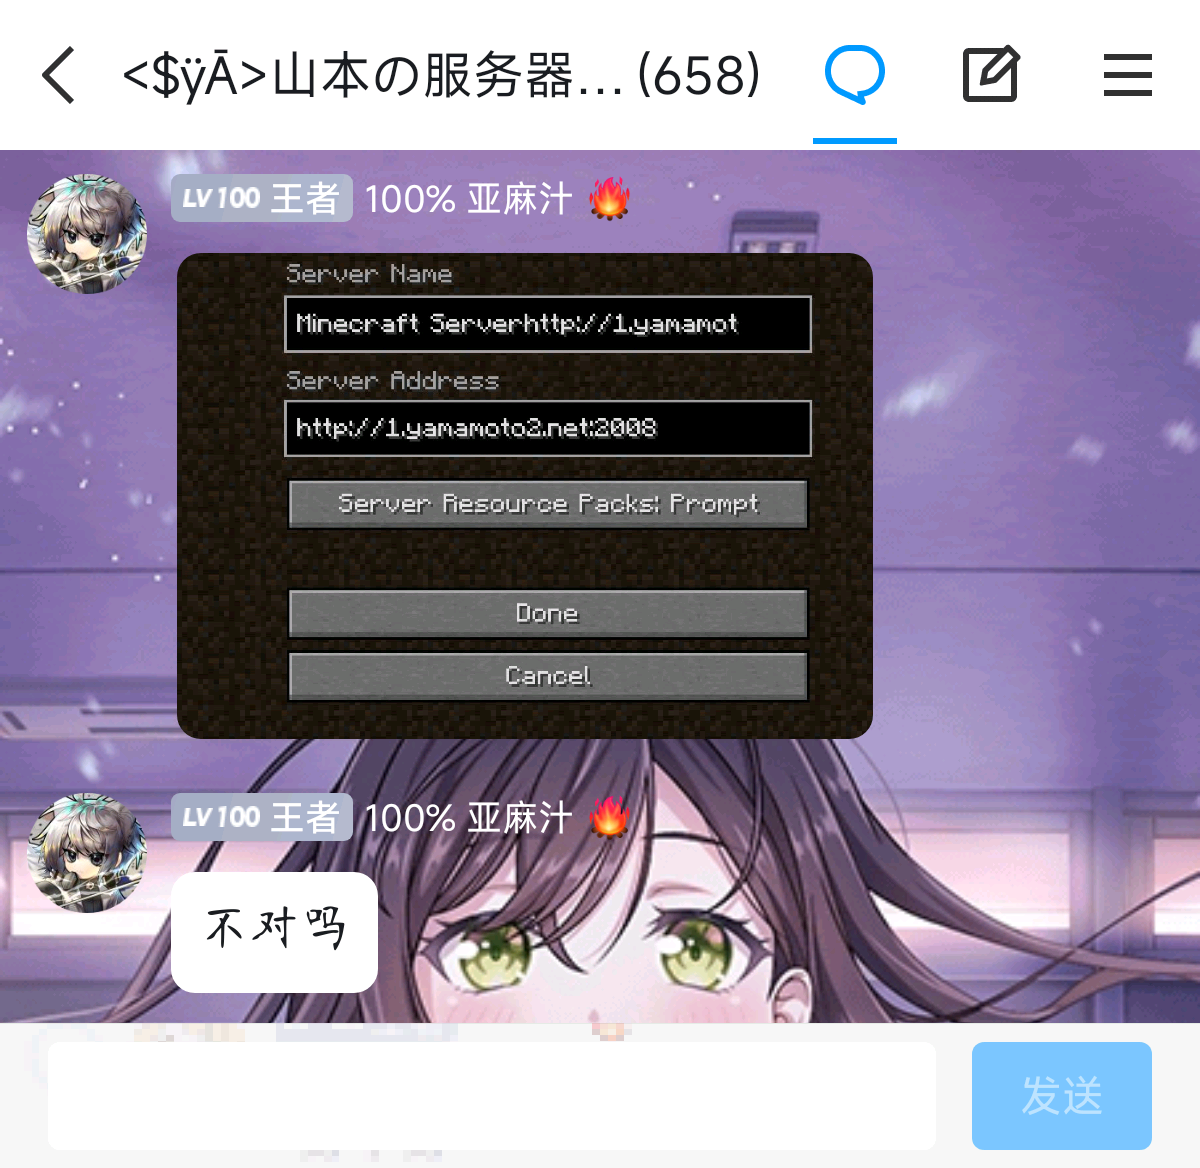 <$ÿĀ>山本の服务器... (658)
LV100 王者 100% 亚麻汁 🔥
Server Name
Minecraft Serverhttp://1.yamamot
Server Address
http://1.yamamoto2.net:2008
Server Resource Packs: Prompt
Done
Cancel
LV100 王者 100% 亚麻汁 🔥
不对吗
发送